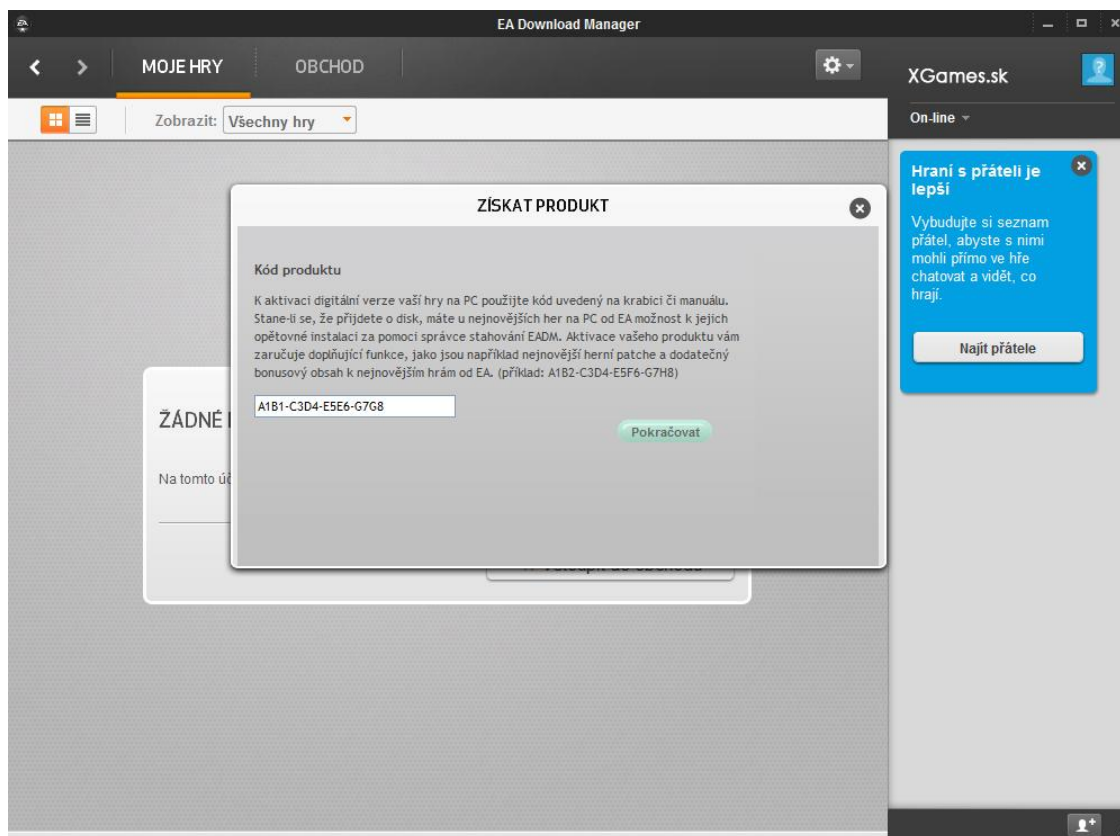 EA Download Manager
MOJE HRY
OBCHOD
XGames.sk
Zobrazit: Všechny hry
On-line
Hraní s přáteli je
lepší
Vybudujte si seznam
přátel, abyste s nimi
mohli přímo ve hře
chatovat a vidět, co
hrají.
Najít přátele
ZÍSKAT PRODUKT
Kód produktu
K aktivaci digitální verze vaší hry na PC použijte kód uvedený na krabici či manuálu.
Stane-li se, že přijdete o disk, máte u nejnovějších her na PC od EA možnost k jejich
opětovné instalaci za pomoci správce stahování EADM. Aktivace vašeho produktu vám
zaručuje doplňující funkce, jako jsou například nejnovější herní patche a dodatečný
bonusový obsah k nejnovějším hrám od EA. (příklad: A1B2-C3D4-E5F6-G7H8)
A1B1-C3D4-E5E6-G7G8
Pokračovat
ŽÁDNÉ
Na tomto